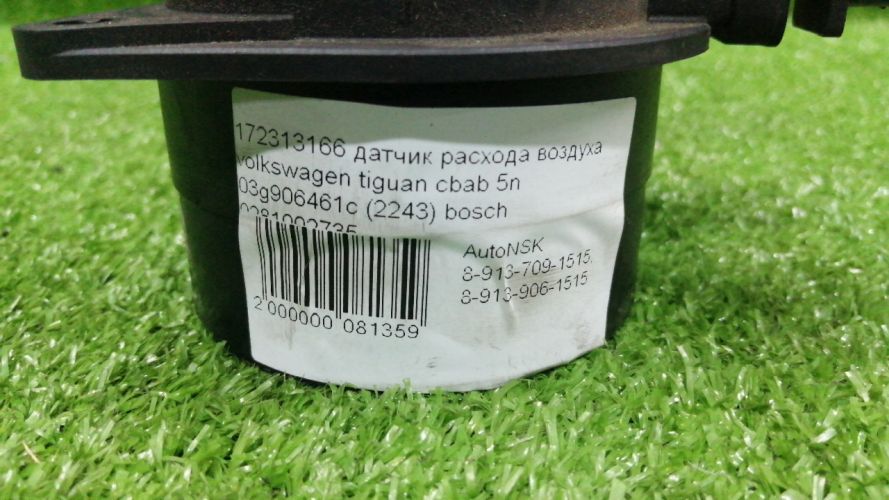 172313166 датчик расхода воздуха
volkswagen tiguan cbab 5n
03g906461c (2243) bosch
0281002735
AutoNSK
8-913-709-1515,
8-913-906-1515
2 000000 081359